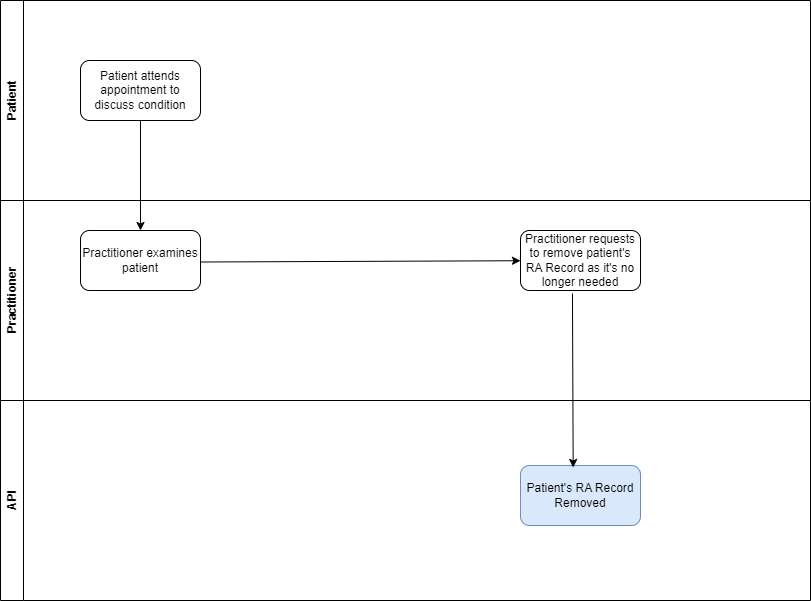 Patient
Patient attends
appointment to
discuss condition
Practitioner
Practitioner examines
patient
Practitioner requests
to remove patient's
RA Record as it's no
longer needed
API
Patient's RA Record
Removed